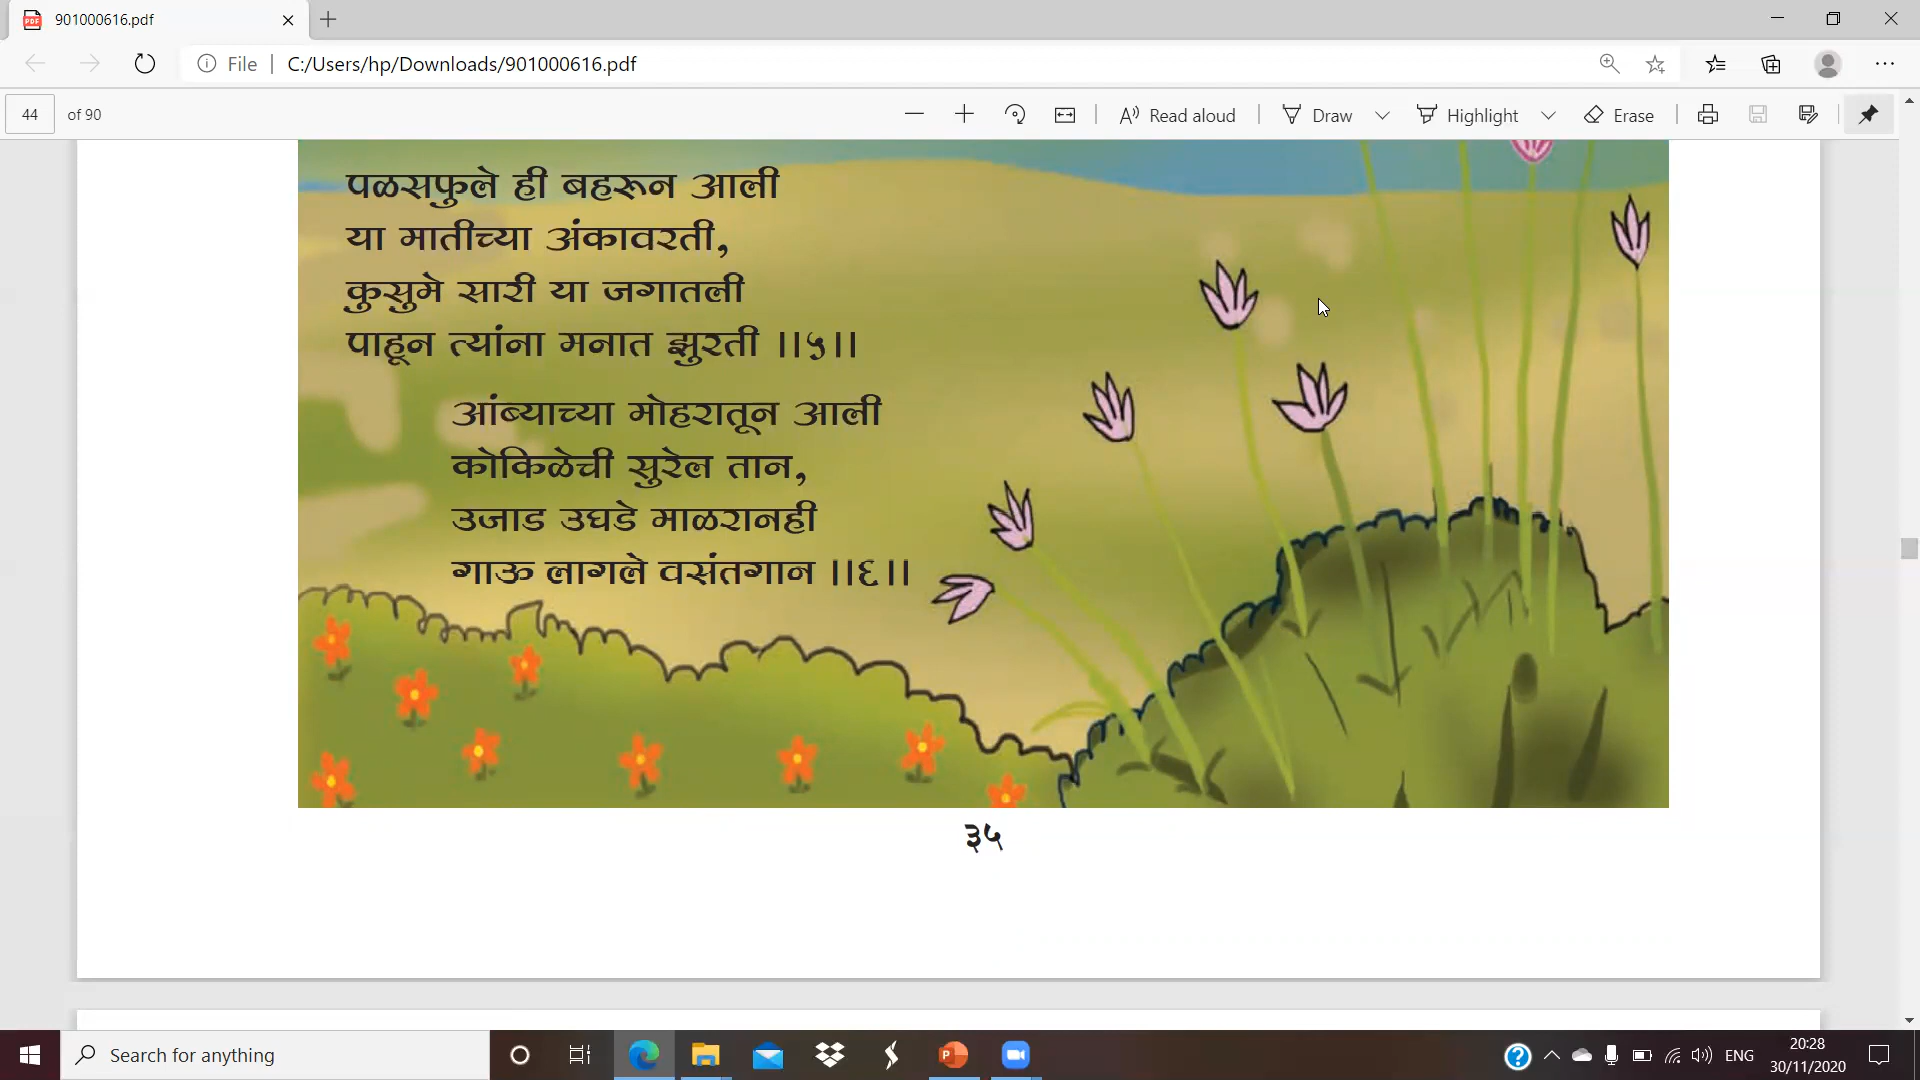 901000616.pdf
File
C:/Users/hp/Downloads/901000616.pdf
44 of 90
Read aloud
Draw
Highlight
Erase
पळसफुले ही बहरून आली
या मातीच्या अंकावरती,
कुसुमे सारी या जगातली
पाहून त्यांना मनात झुरती ।।५।।
आंब्याच्या मोहरातून आली
कोकिळेची सुरेल तान,
उजाड उघडे माळरानही
गाऊ लागले वसंतगान ।।६।।
३५
Search for anything
ENG
20:28
30/11/2020